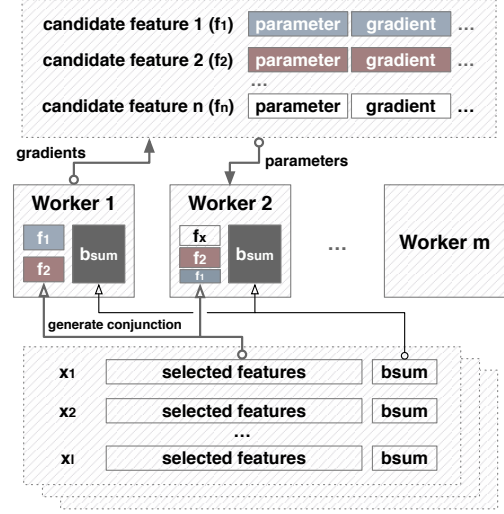 candidate feature 1 (f1) parameter gradient ...
candidate feature 2 (f2) parameter gradient ...
...
candidate feature n (fn) parameter gradient ...
gradients
parameters
Worker 1
Worker 2
Worker m
f1
f2
bsum
fx
f2
f1
bsum
...
generate conjunction
x1 selected features bsum
x2 selected features bsum
...
xl selected features bsum